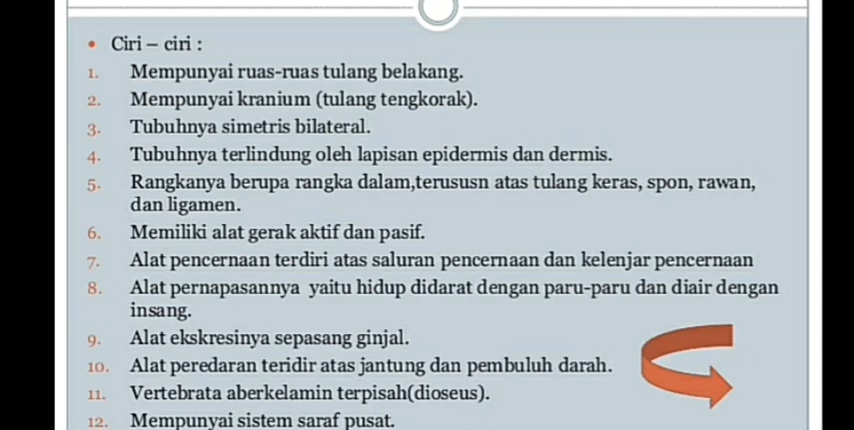 • Ciri – ciri :
1. Mempunyai ruas-ruas tulang belakang.
2. Mempunyai kranium (tulang tengkorak).
3. Tubuhnya simetris bilateral.
4. Tubuhnya terlindung oleh lapisan epidermis dan dermis.
5. Rangkanya berupa rangka dalam,terususn atas tulang keras, spon, rawan,
dan ligamen.
6. Memiliki alat gerak aktif dan pasif.
7. Alat pencernaan terdiri atas saluran pencernaan dan kelenjar pencernaan
8. Alat pernapasannya yaitu hidup didarat dengan paru-paru dan diair dengan
insang.
9. Alat ekskresinya sepasang ginjal.
10. Alat peredaran teridir atas jantung dan pembuluh darah.
11. Vertebrata aberkelamin terpisah(dioseus).
12. Mempunyai sistem saraf pusat.